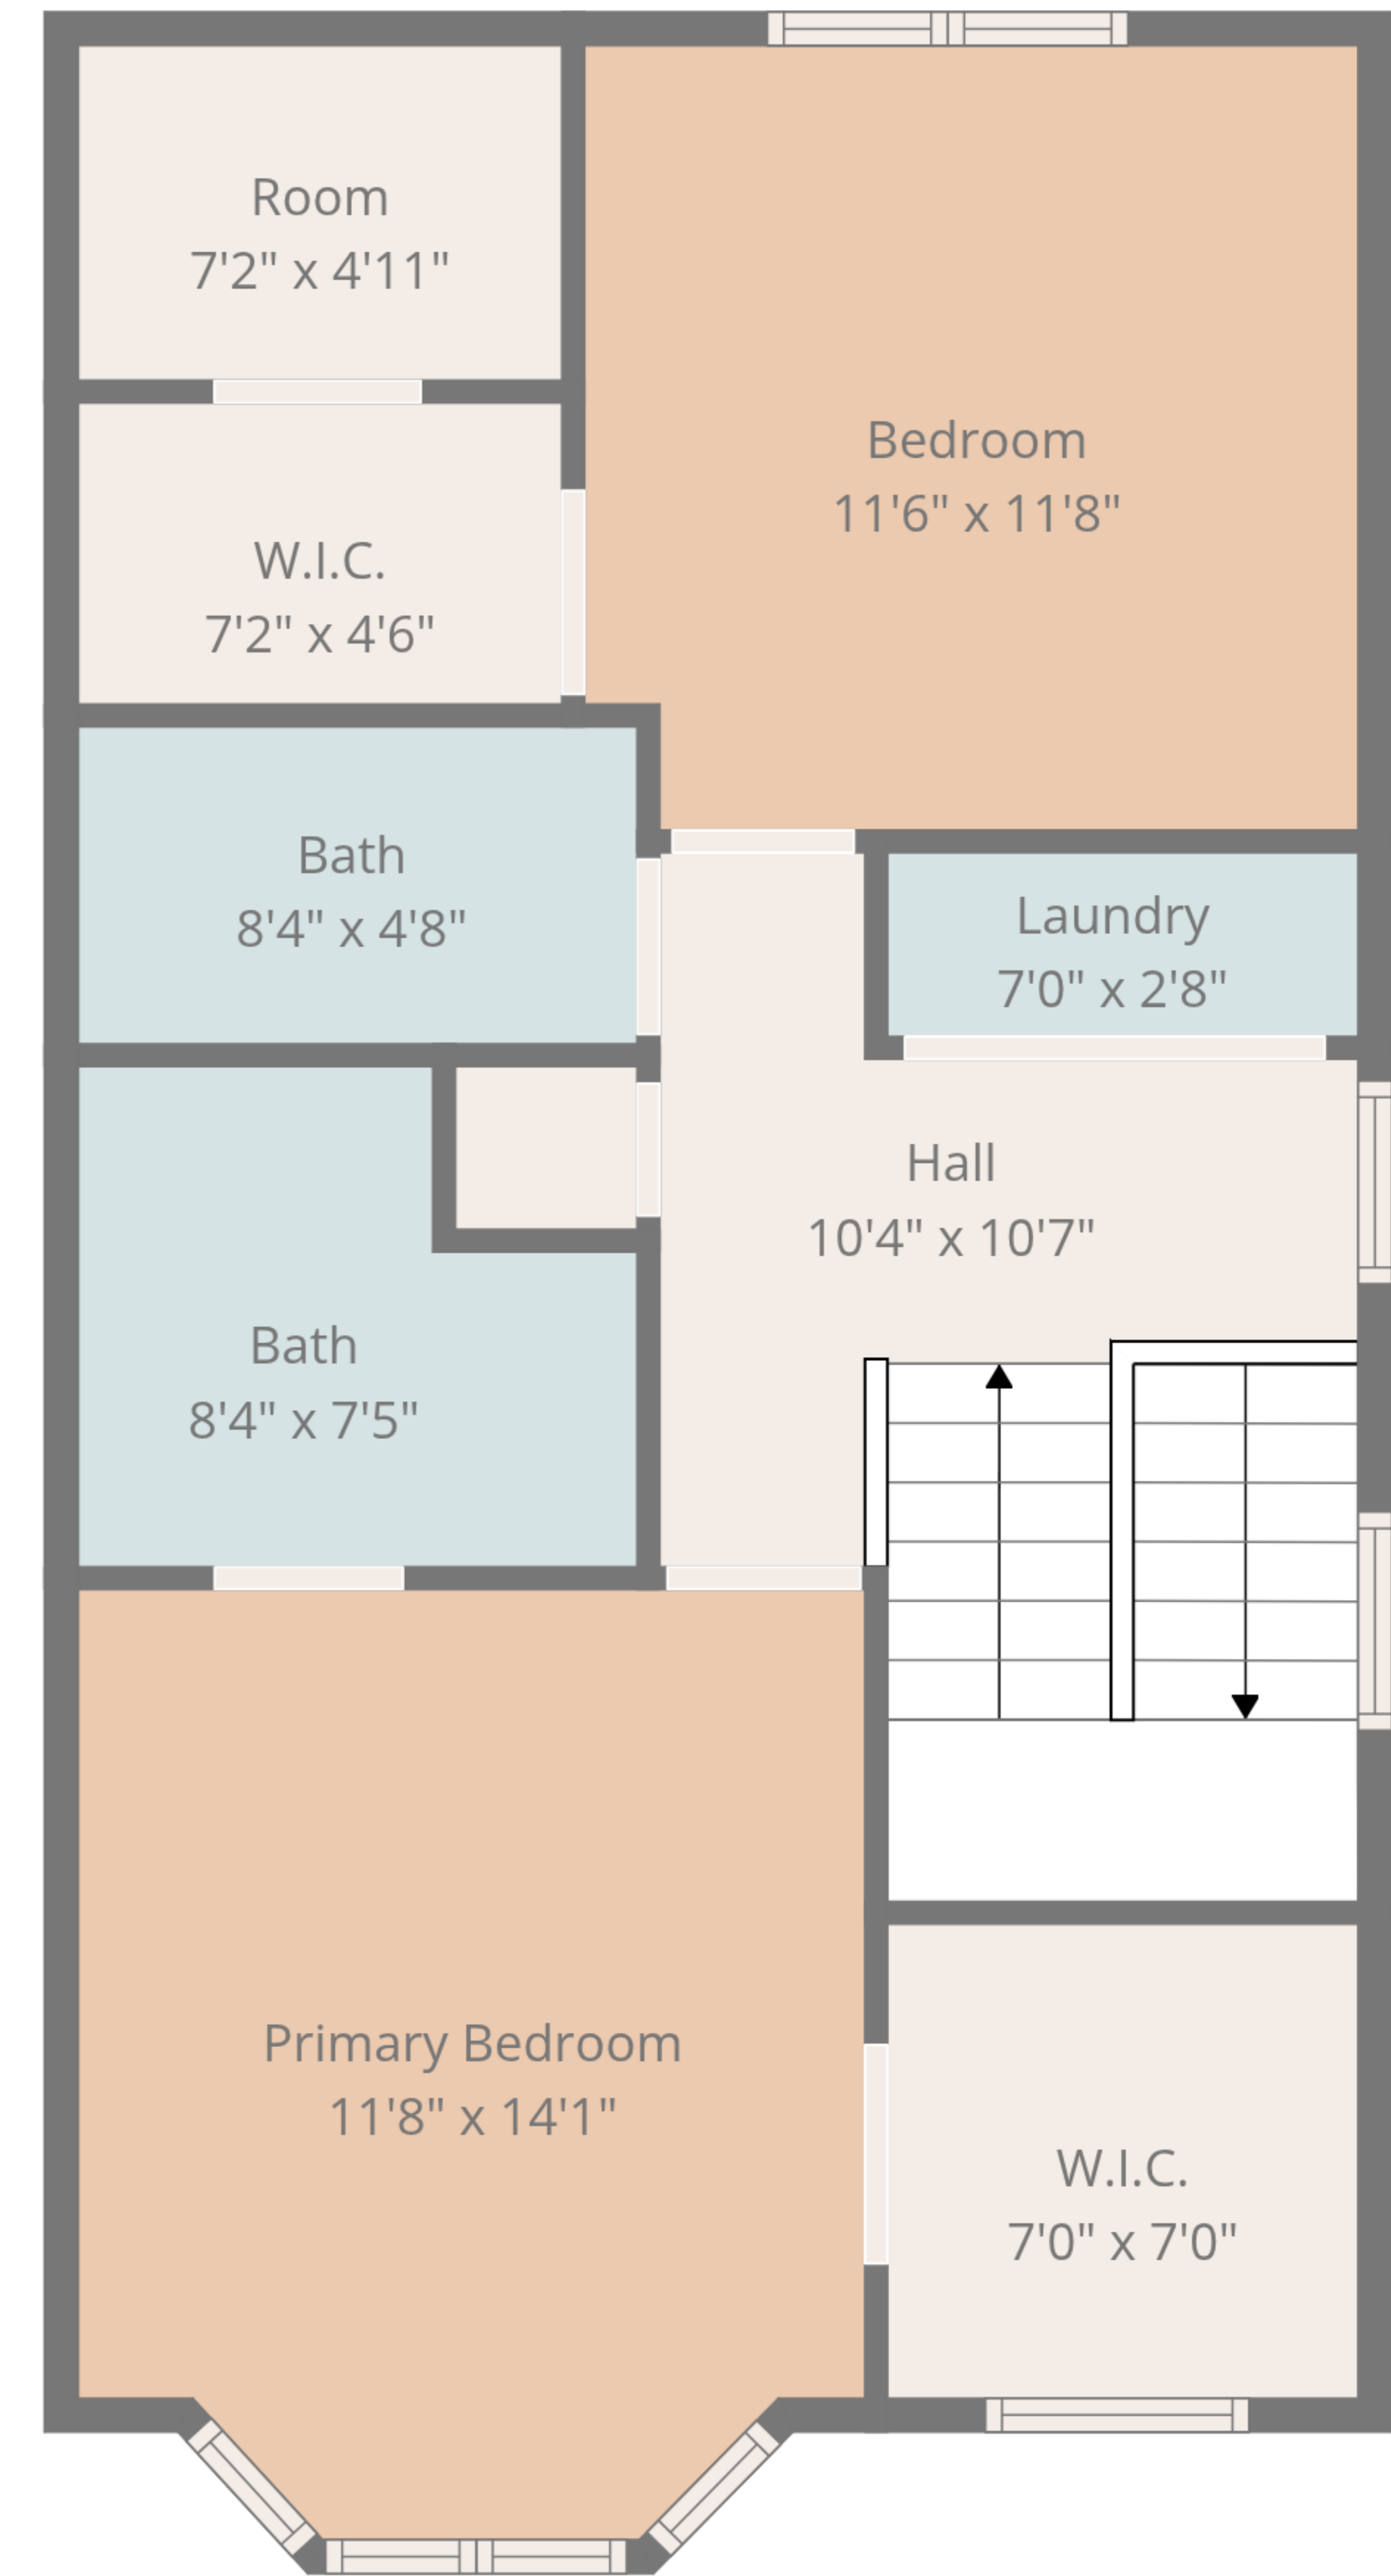 Room
7'2" x 4'11"
Bedroom
11'6" x 11'8"
W.I.C.
7'2" x 4'6"
Bath
8'4" x 4'8"
Laundry
7'0" x 2'8"
Hall
10'4" x 10'7"
Bath
8'4" x 7'5"
Primary Bedroom
11'8" x 14'1"
W.I.C.
7'0" x 7'0"